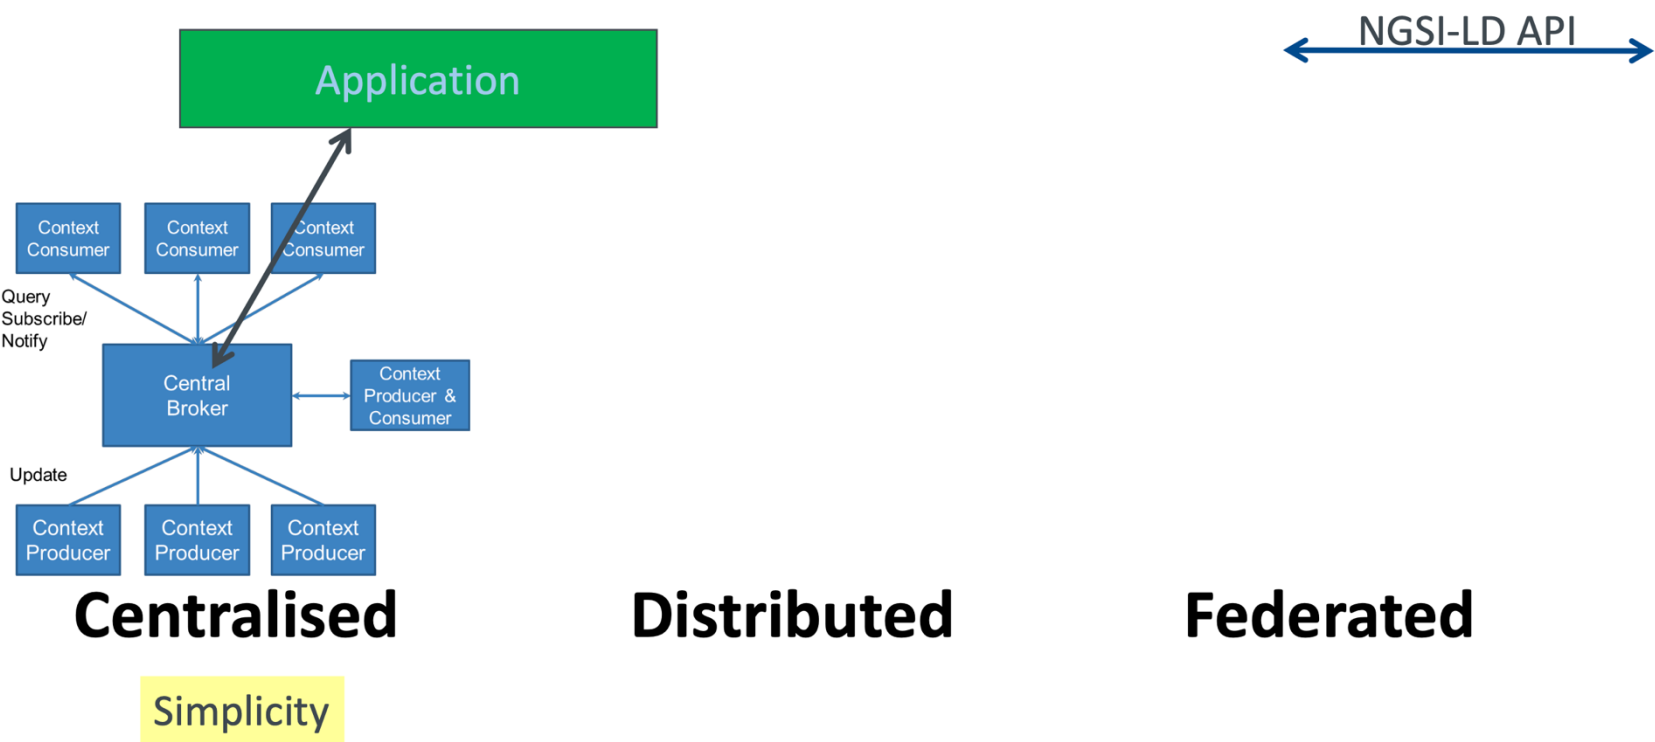 NGSI-LD API
Application
Context
Consumer
Context
Consumer
Context
Consumer
Query
Subscribe/
Notify
Central
Broker
Context
Producer &
Consumer
Update
Context
Producer
Context
Producer
Context
Producer
Centralised
Distributed
Federated
Simplicity